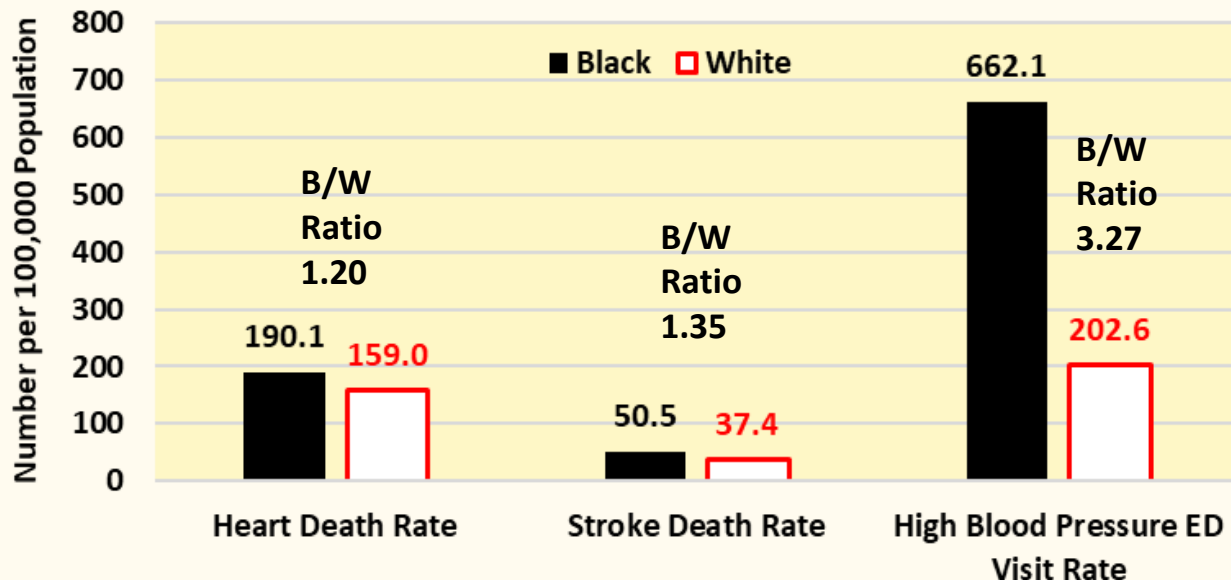 Number per 100,000 Population
800
700
600
500
400
300
200
100
0
Black White
B/W
Ratio
1.20
190.1
159.0
B/W
Ratio
1.35
50.5
37.4
662.1
B/W
Ratio
3.27
202.6
Heart Death Rate
Stroke Death Rate
High Blood Pressure ED
Visit Rate